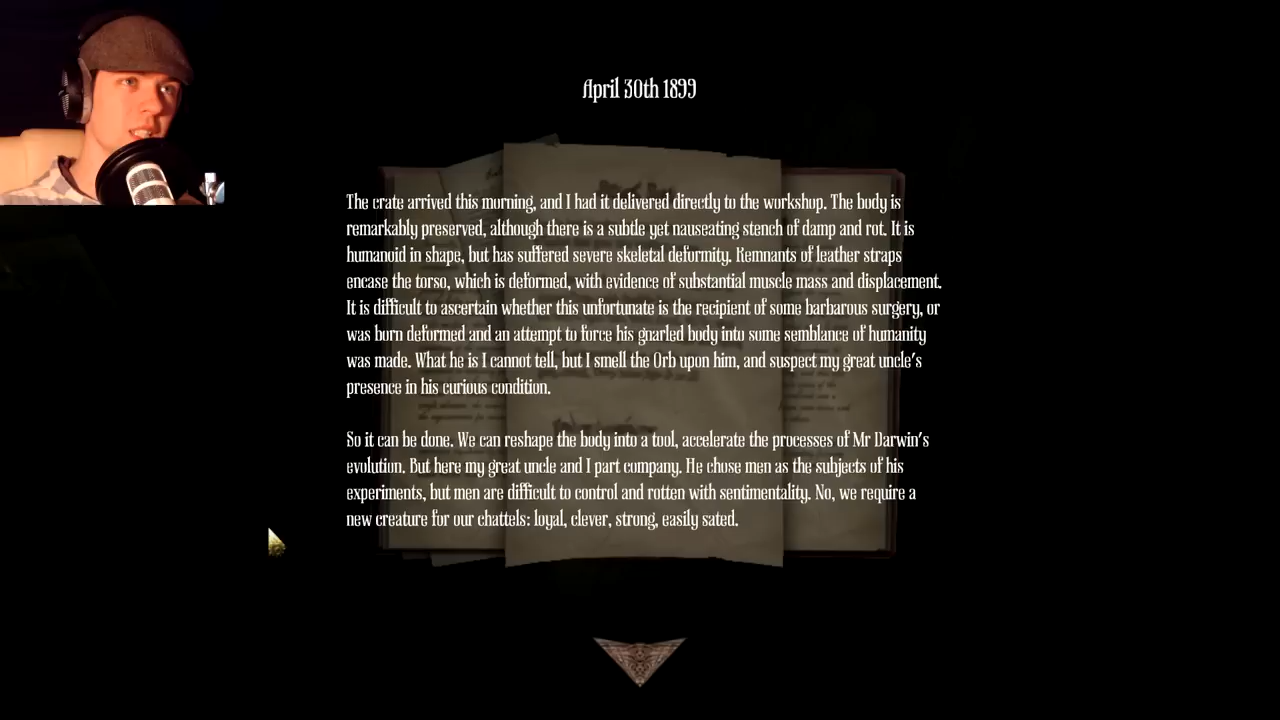 April 30th 1899
The crate arrived this morning, and I had it delivered directly to the workshop. The body is
remarkably preserved, although there is a subtle yet nauseating stench of damp and rot. It is
humanoid in shape, but has suffered severe skeletal deformity. Remnants of leather straps
encase the torso, which is deformed, with evidence of substantial muscle mass and displacement.
It is difficult to ascertain whether this unfortunate is the recipient of some barbarous surgery, or
was born deformed and an attempt to force his gnarled body into some semblance of humanity
was made. What he is I cannot tell, but I smell the Orb upon him, and suspect my great uncle's
presence in his curious condition.
So it can be done. We can reshape the body into a tool, accelerate the processes of Mr Darwin's
evolution. But here my great uncle and I part company. He chose men as the subjects of his
experiments, but men are difficult to control and rotten with sentimentality. No, we require a
new creature for our chattels: loyal, clever, strong, easily sated.